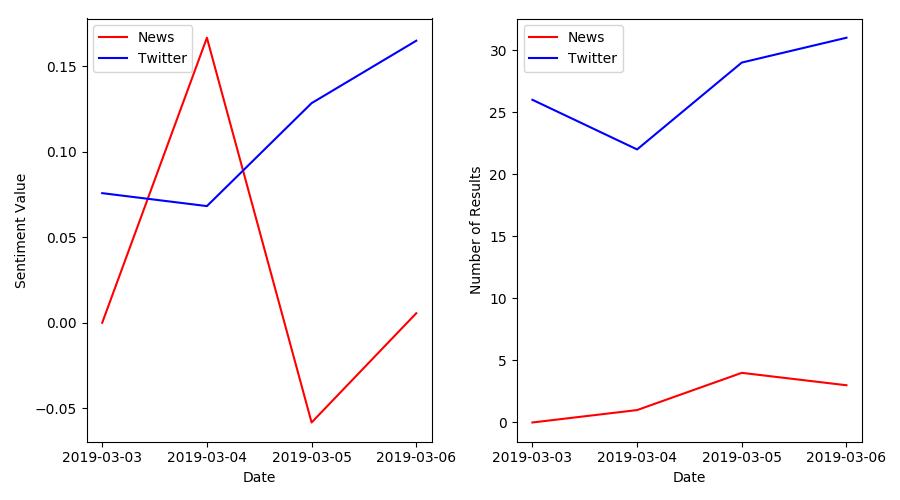 News
Twitter
0.15
0.10
0.05
0.00
−0.05
Sentiment Value
2019-03-03 2019-03-04 2019-03-05 2019-03-06
Date
News
Twitter
30
25
20
15
10
5
0
Number of Results
2019-03-03 2019-03-04 2019-03-05 2019-03-06
Date